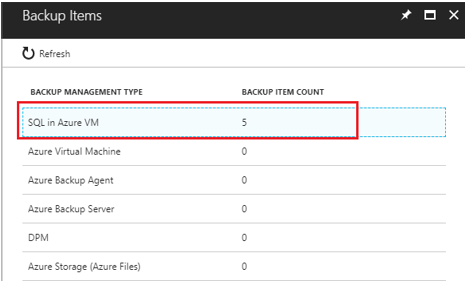 Backup Items
Refresh
BACKUP MANAGEMENT TYPE BACKUP ITEM COUNT
SQL in Azure VM 5
Azure Virtual Machine 0
Azure Backup Agent 0
Azure Backup Server 0
DPM 0
Azure Storage (Azure Files) 0